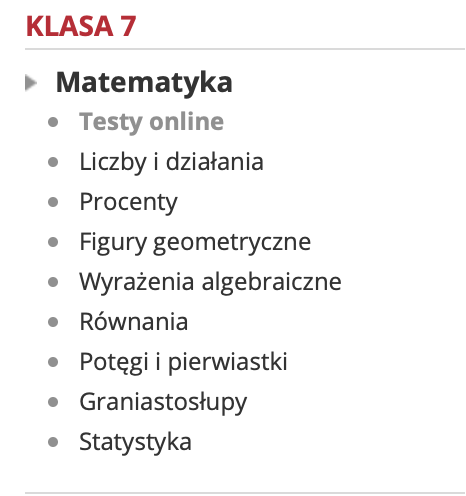 KLASA 7
Matematyka
Testy online
Liczby i działania
Procenty
Figury geometryczne
Wyrażenia algebraiczne
Równania
Potęgi i pierwiastki
Graniastosłupy
Statystyka